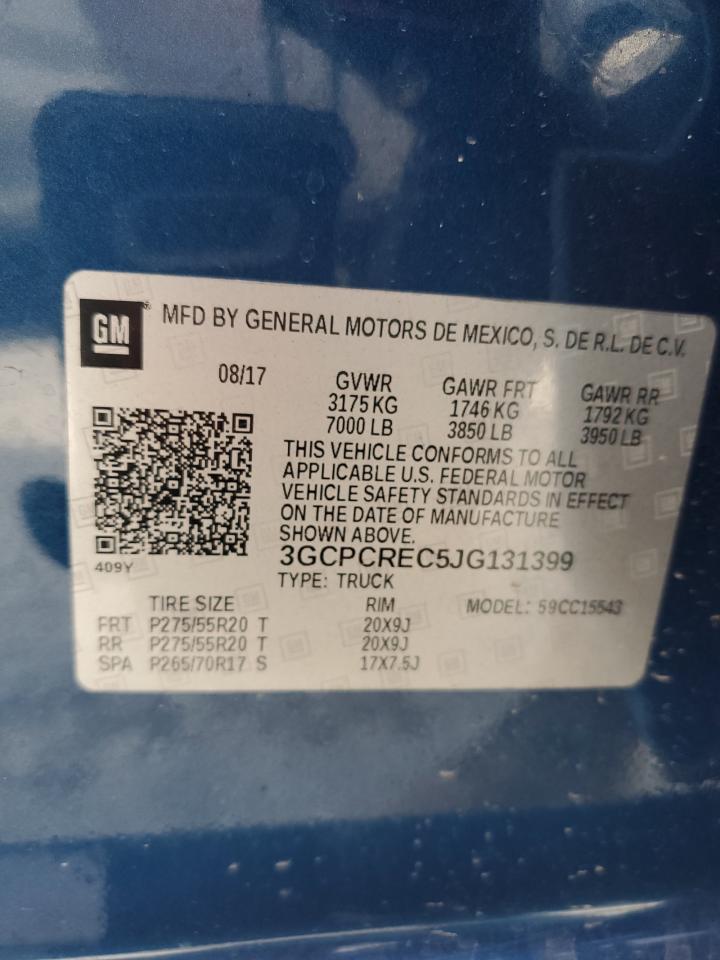 GM
MFD BY GENERAL MOTORS DE MEXICO, S. DE R.L. DE C.V.
08/17
GVWR
3175 KG
7000 LB
GAWR FRT
1746 KG
3850 LB
GAWR RR
1792 KG
3950 LB
THIS VEHICLE CONFORMS TO ALL
APPLICABLE U.S. FEDERAL MOTOR
VEHICLE SAFETY STANDARDS IN EFFECT
ON THE DATE OF MANUFACTURE
SHOWN ABOVE.
409Y
3GCPCREC5JG131399
TYPE: TRUCK
MODEL: 59CC15543
TIRE SIZE RIM
FRT P275/55R20 T 20X9J
RR P275/55R20 T 20X9J
SPA P265/70R17 S 17X7.5J